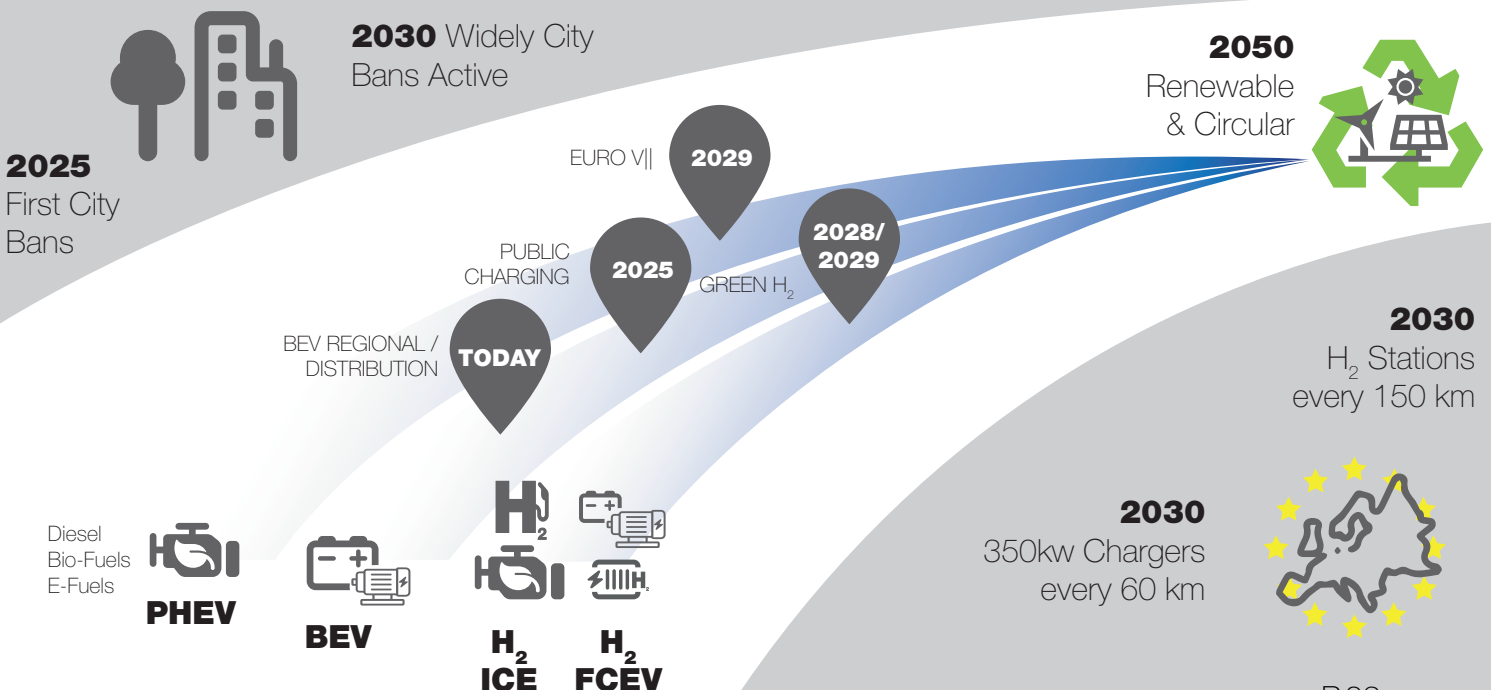 2030 Widely City
Bans Active
2025
First City
Bans
2050
Renewable
& Circular
EURO V||
2029
PUBLIC
CHARGING
2025
GREEN H₂
2028/
2029
BEV REGIONAL /
DISTRIBUTION
TODAY
2030
H₂ Stations
every 150 km
2030
350kw Chargers
every 60 km
Diesel
Bio-Fuels
E-Fuels
PHEV
BEV
H₂
H₂
ICE
H₂
H₂
FCEV